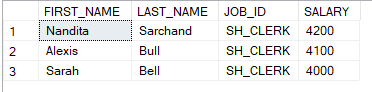 FIRST_NAME LAST_NAME JOB_ID SALARY
1 Nandita Sarchand SH_CLERK 4200
2 Alexis Bull SH_CLERK 4100
3 Sarah Bell SH_CLERK 4000